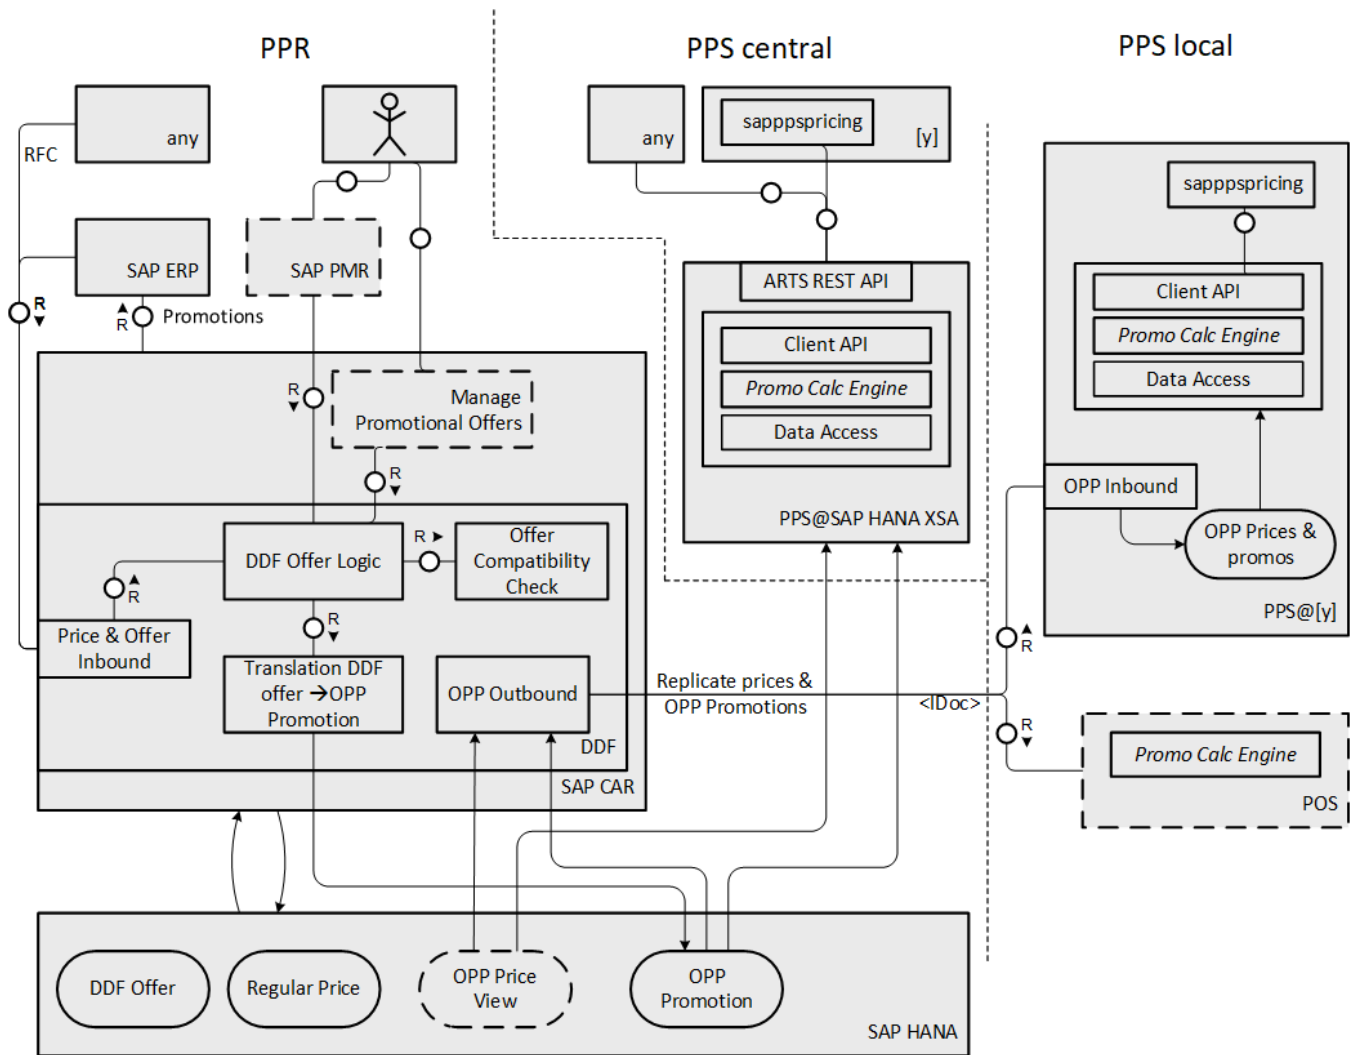 PPR
PPS central
PPS local
any
RFC
sapppspricing
any
[y]
sapppspricing
SAP ERP
SAP PMR
R
R
Promotions
ARTS REST API
Client API
Promo Calc Engine
Data Access
PPS@SAP HANA XSA
Client API
Promo Calc Engine
Data Access
OPP Inbound
OPP Prices &
promos
PPS@[y]
R
Manage
Promotional Offers
R
DDF Offer Logic
R
Offer
Compatibility
Check
R
R
Price & Offer
Inbound
Translation DDF
offer →OPP
Promotion
OPP Outbound
DDF
SAP CAR
Replicate prices &
OPP Promotions
<IDoc>
R
R
Promo Calc Engine
POS
DDF Offer
Regular Price
OPP Price
View
OPP
Promotion
SAP HANA